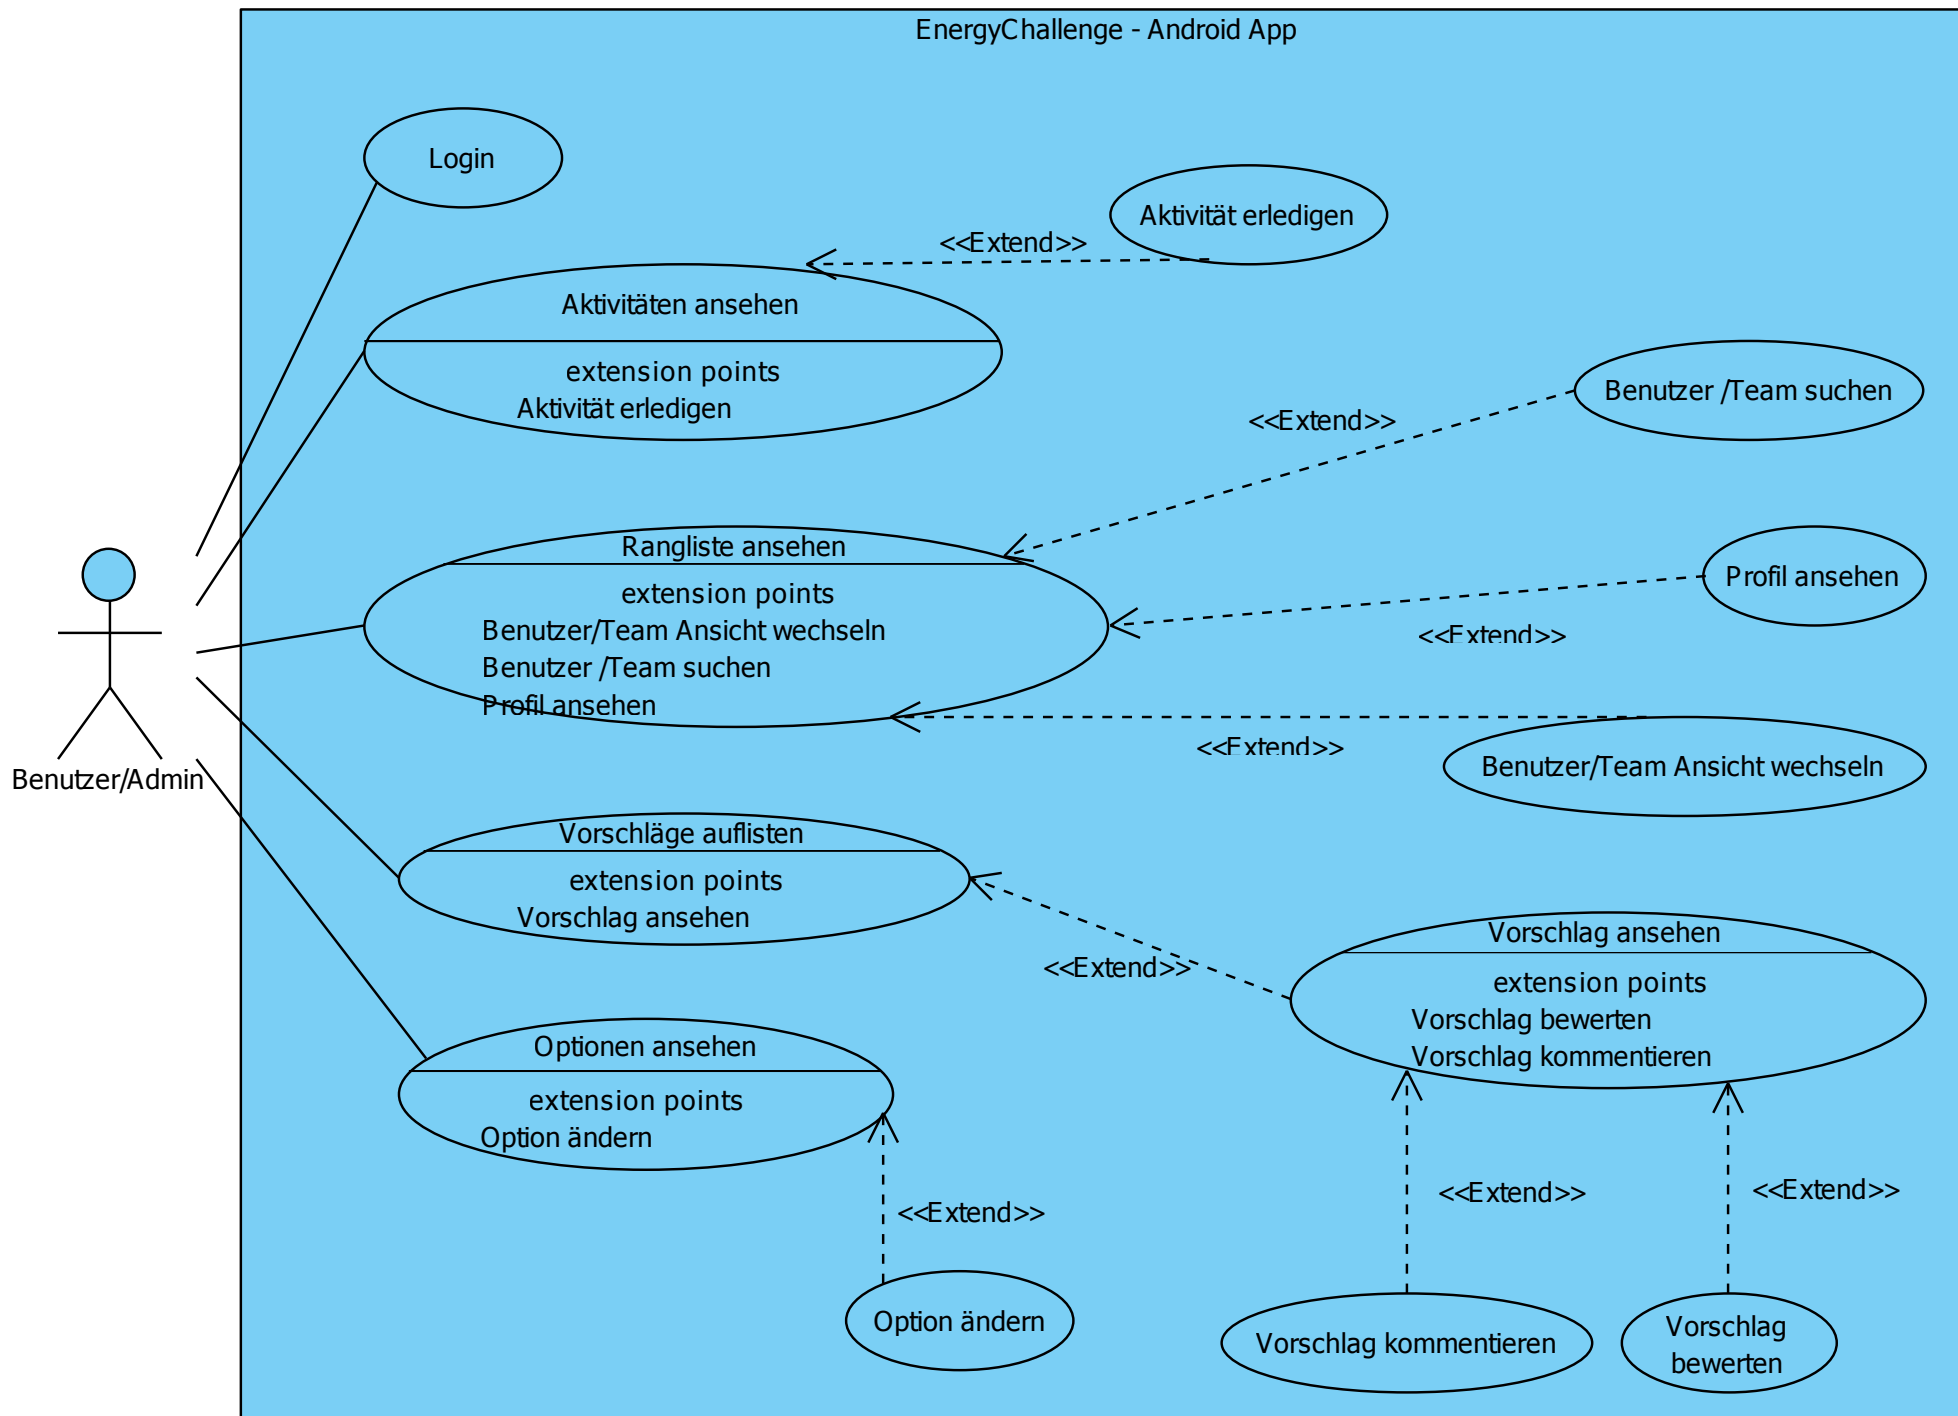 EnergyChallenge - Android App
Login
Aktivität erledigen
<<Extend>>
Aktivitäten ansehen
extension points
Aktivität erledigen
Benutzer /Team suchen
<<Extend>>
Rangliste ansehen
extension points
Benutzer/Team Ansicht wechseln
Benutzer /Team suchen
Profil ansehen
Profil ansehen
<<Extend>>
<<Extend>>
Benutzer/Team Ansicht wechseln
Benutzer/Admin
Vorschläge auflisten
extension points
Vorschlag ansehen
<<Extend>>
Vorschlag ansehen
extension points
Vorschlag bewerten
Vorschlag kommentieren
Optionen ansehen
extension points
Option ändern
<<Extend>>
<<Extend>>
<<Extend>>
Option ändern
Vorschlag kommentieren
Vorschlag
bewerten